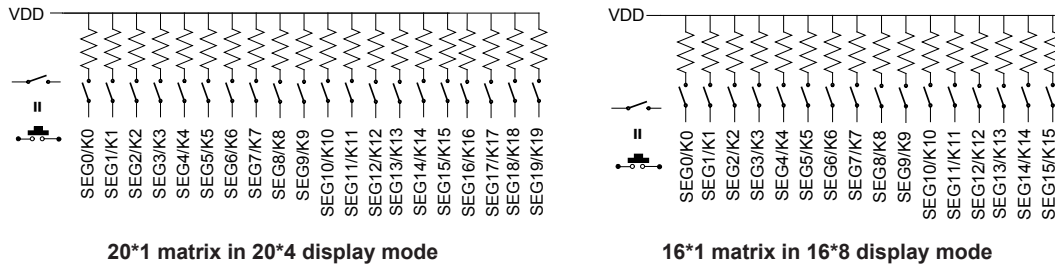 VDD
SEG0/K0
SEG1/K1
SEG2/K2
SEG3/K3
SEG4/K4
SEG5/K5
SEG6/K6
SEG7/K7
SEG8/K8
SEG9/K9
SEG10/K10
SEG11/K11
SEG12/K12
SEG13/K13
SEG14/K14
SEG15/K15
SEG16/K16
SEG17/K17
SEG18/K18
SEG19/K19
20*1 matrix in 20*4 display mode
VDD
SEG0/K0
SEG1/K1
SEG2/K2
SEG3/K3
SEG4/K4
SEG5/K5
SEG6/K6
SEG7/K7
SEG8/K8
SEG9/K9
SEG10/K10
SEG11/K11
SEG12/K12
SEG13/K13
SEG14/K14
SEG15/K15
16*1 matrix in 16*8 display mode